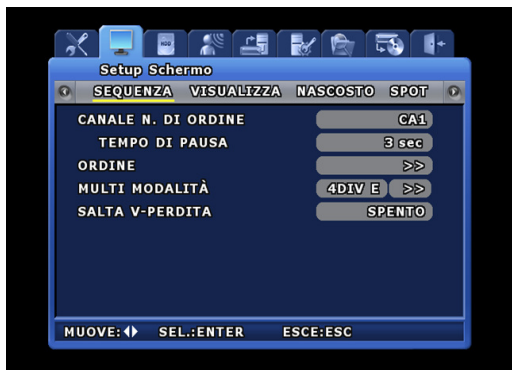 HDD
Setup Schermo
SEQUENZA VISUALIZZA NASCOSTO SPOT
CANALE N. DI ORDINE CA1
TEMPO DI PAUSA 3 sec
ORDINE >>
MULTI MODALITÀ 4DIV E >>
SALTA V-PERDITA SPENTO
MUOVE: SEL.:ENTER ESCE:ESC